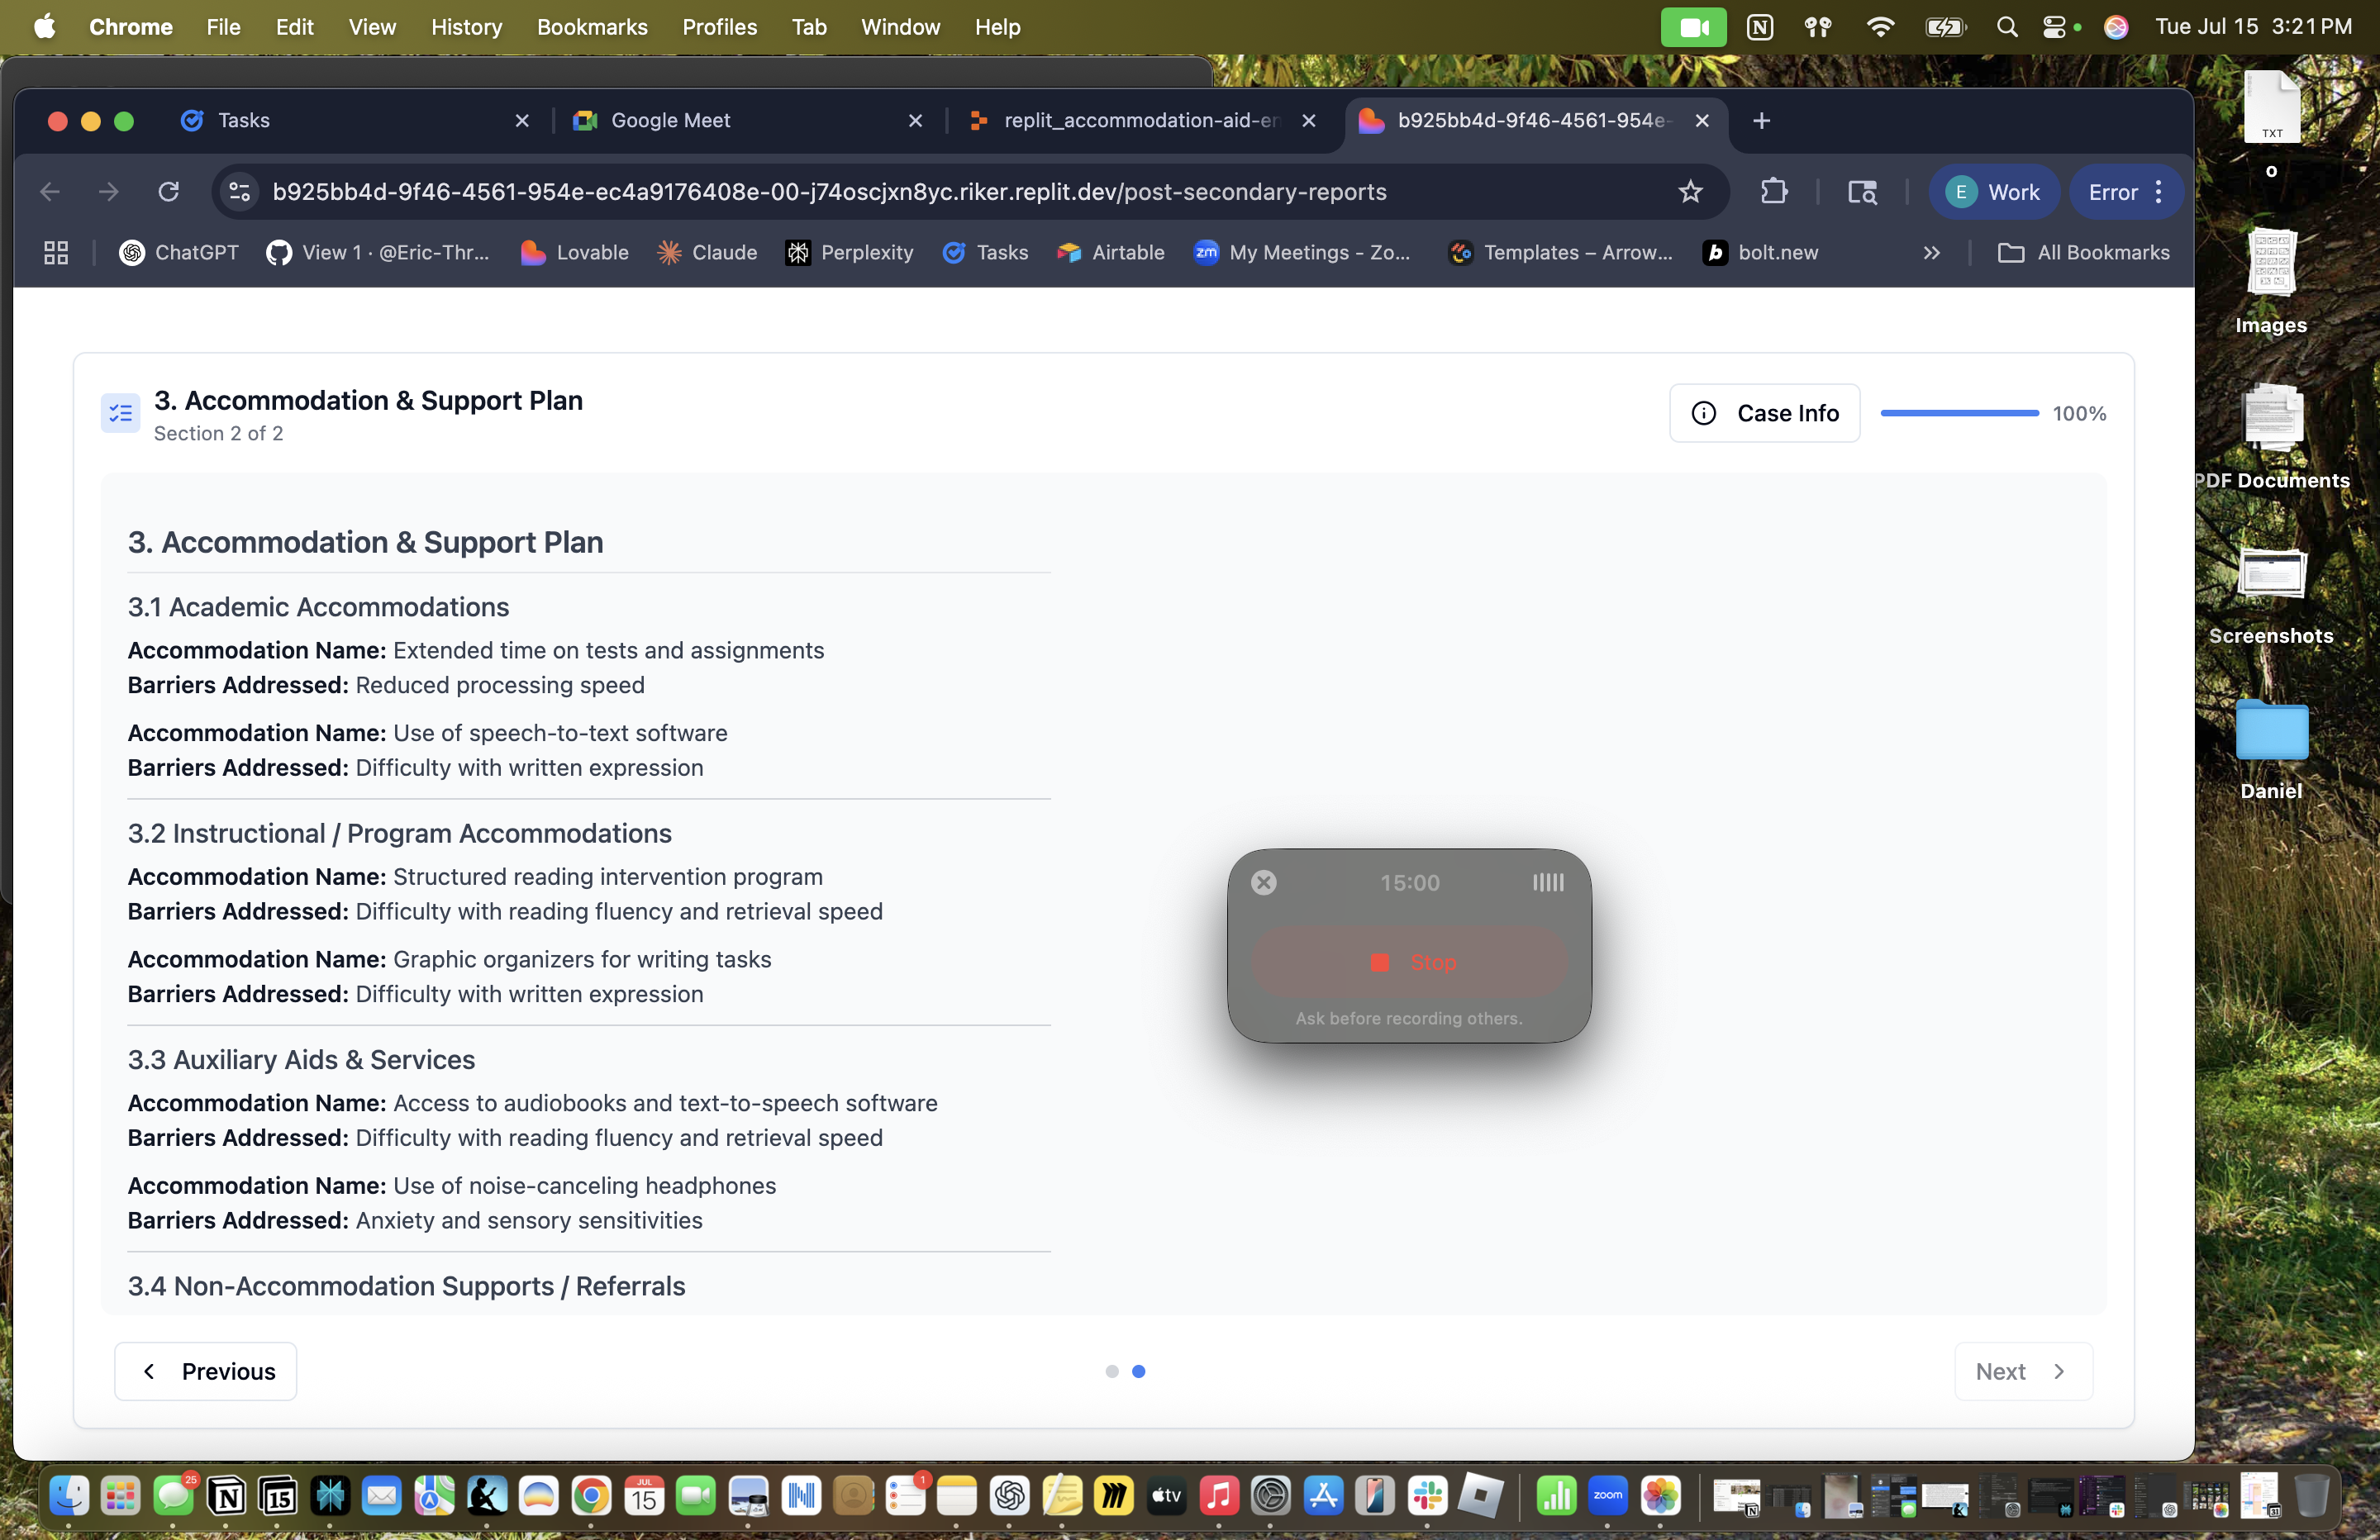 Chrome File Edit View History Bookmarks Profiles Tab Window Help Tue Jul 15 3:21 PM
Tasks Google Meet replit_accommodation-aid-en b925bb4d-9f46-4561-954e-
b925bb4d-9f46-4561-954e-ec4a9176408e-00-j74oscjxn8yc.riker.replit.dev/post-secondary-reports E Work Error
ChatGPT View 1 · @Eric-Thr... Lovable Claude Perplexity Tasks Airtable zm My Meetings - Zo... Templates – Arrow... b bolt.new » All Bookmarks
TXT
o
Images
PDF Documents
Screenshots
Daniel
3. Accommodation & Support Plan
Section 2 of 2
Case Info
100%
3. Accommodation & Support Plan
3.1 Academic Accommodations
Accommodation Name: Extended time on tests and assignments
Barriers Addressed: Reduced processing speed
Accommodation Name: Use of speech-to-text software
Barriers Addressed: Difficulty with written expression
3.2 Instructional / Program Accommodations
Accommodation Name: Structured reading intervention program
Barriers Addressed: Difficulty with reading fluency and retrieval speed
Accommodation Name: Graphic organizers for writing tasks
Barriers Addressed: Difficulty with written expression
3.3 Auxiliary Aids & Services
Accommodation Name: Access to audiobooks and text-to-speech software
Barriers Addressed: Difficulty with reading fluency and retrieval speed
Accommodation Name: Use of noise-canceling headphones
Barriers Addressed: Anxiety and sensory sensitivities
3.4 Non-Accommodation Supports / Referrals
15:00
Stop
Ask before recording others.
Previous
Next
25 15 JUL 15 1 tv zoom